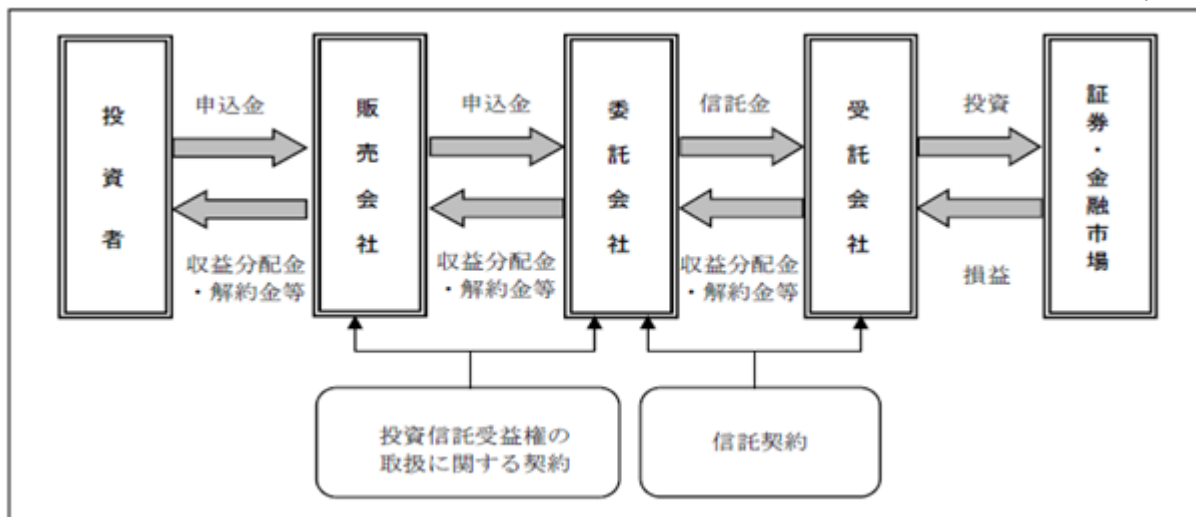 投資者
申込金
収益分配金
・解約金等
販売会社
申込金
収益分配金
・解約金等
委託会社
信託金
収益分配金
・解約金等
受託会社
投資
損益
証券・金融市場
投資信託受益権の
取扱に関する契約
信託契約